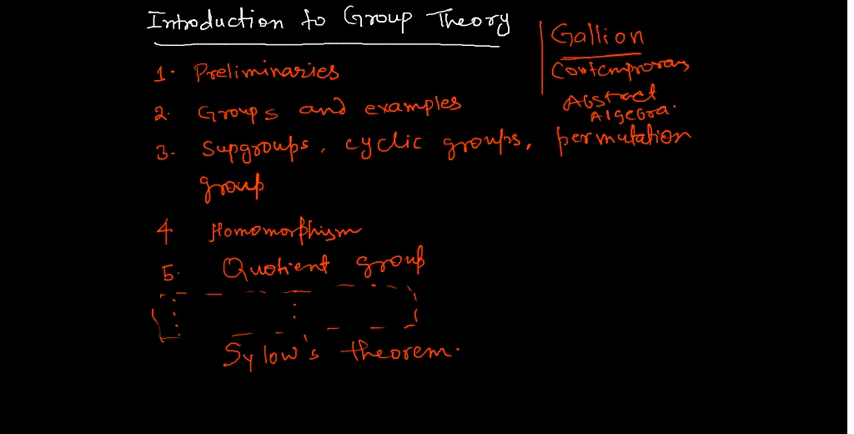 Introduction to Group Theory
Gallion
Contemporary
Abstract
Algebra.
1. Preliminaries
2. Groups and examples
3. Supgroups, cyclic groups, permutation
group
4 Homomorphism
5. Quotient group
Sylow's theorem.